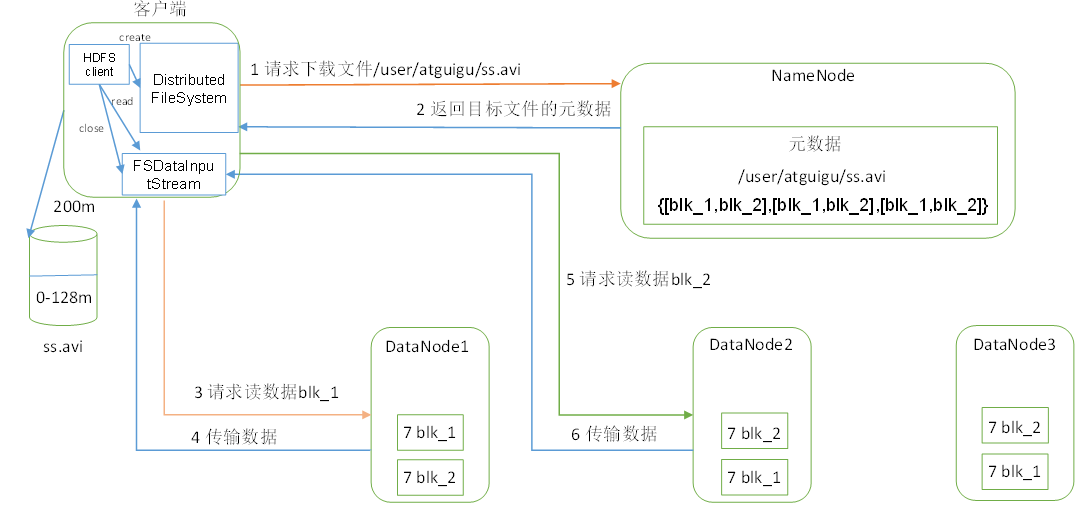 客户端
create
HDFS
client
Distributed
FileSystem
read
close
FSDataInpu
tStream
1 请求下载文件/user/atguigu/ss.avi
2 返回目标文件的元数据
NameNode
元数据
/user/atguigu/ss.avi
{[blk_1,blk_2],[blk_1,blk_2],[blk_1,blk_2]}
200m
0-128m
ss.avi
5 请求读数据blk_2
3 请求读数据blk_1
4 传输数据
6 传输数据
DataNode1
7 blk_1
7 blk_2
DataNode2
7 blk_2
7 blk_1
DataNode3
7 blk_2
7 blk_1